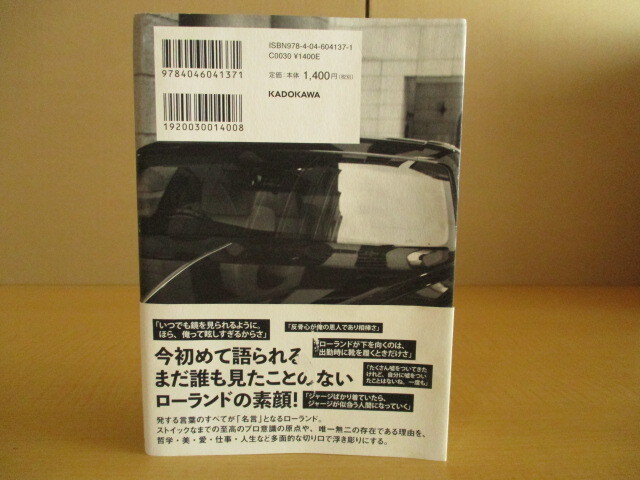 ISBN978-4-04-604137-1
C0030 ¥1400E
定価:本体1,400円(税別)
KADOKAWA
9784046041371
1920030014008
「いつでも鏡を見られるように。
ほら、俺って眩しすぎるからさ」
「反骨心が俺の恩人であり相棒さ」
「ローランドが下を向くのは、
出勤時に靴を履くときだけさ」
「たくさん嘘をついてきた
けれど、自分に嘘をつい
たことはないね、一度も」
「ジャージばかり着ていたら、
ジャージが似合う人間になっていく」
今初めて語られる
まだ誰も見たことのない
ローランドの素顔!
発する言葉のすべてが「名言」となるローランド。
ストイックなまでの至高のプロ意識の原点や、唯一無二の存在である理由を、
哲学・美・愛・仕事・人生など多面的な切り口で浮き彫りにする。